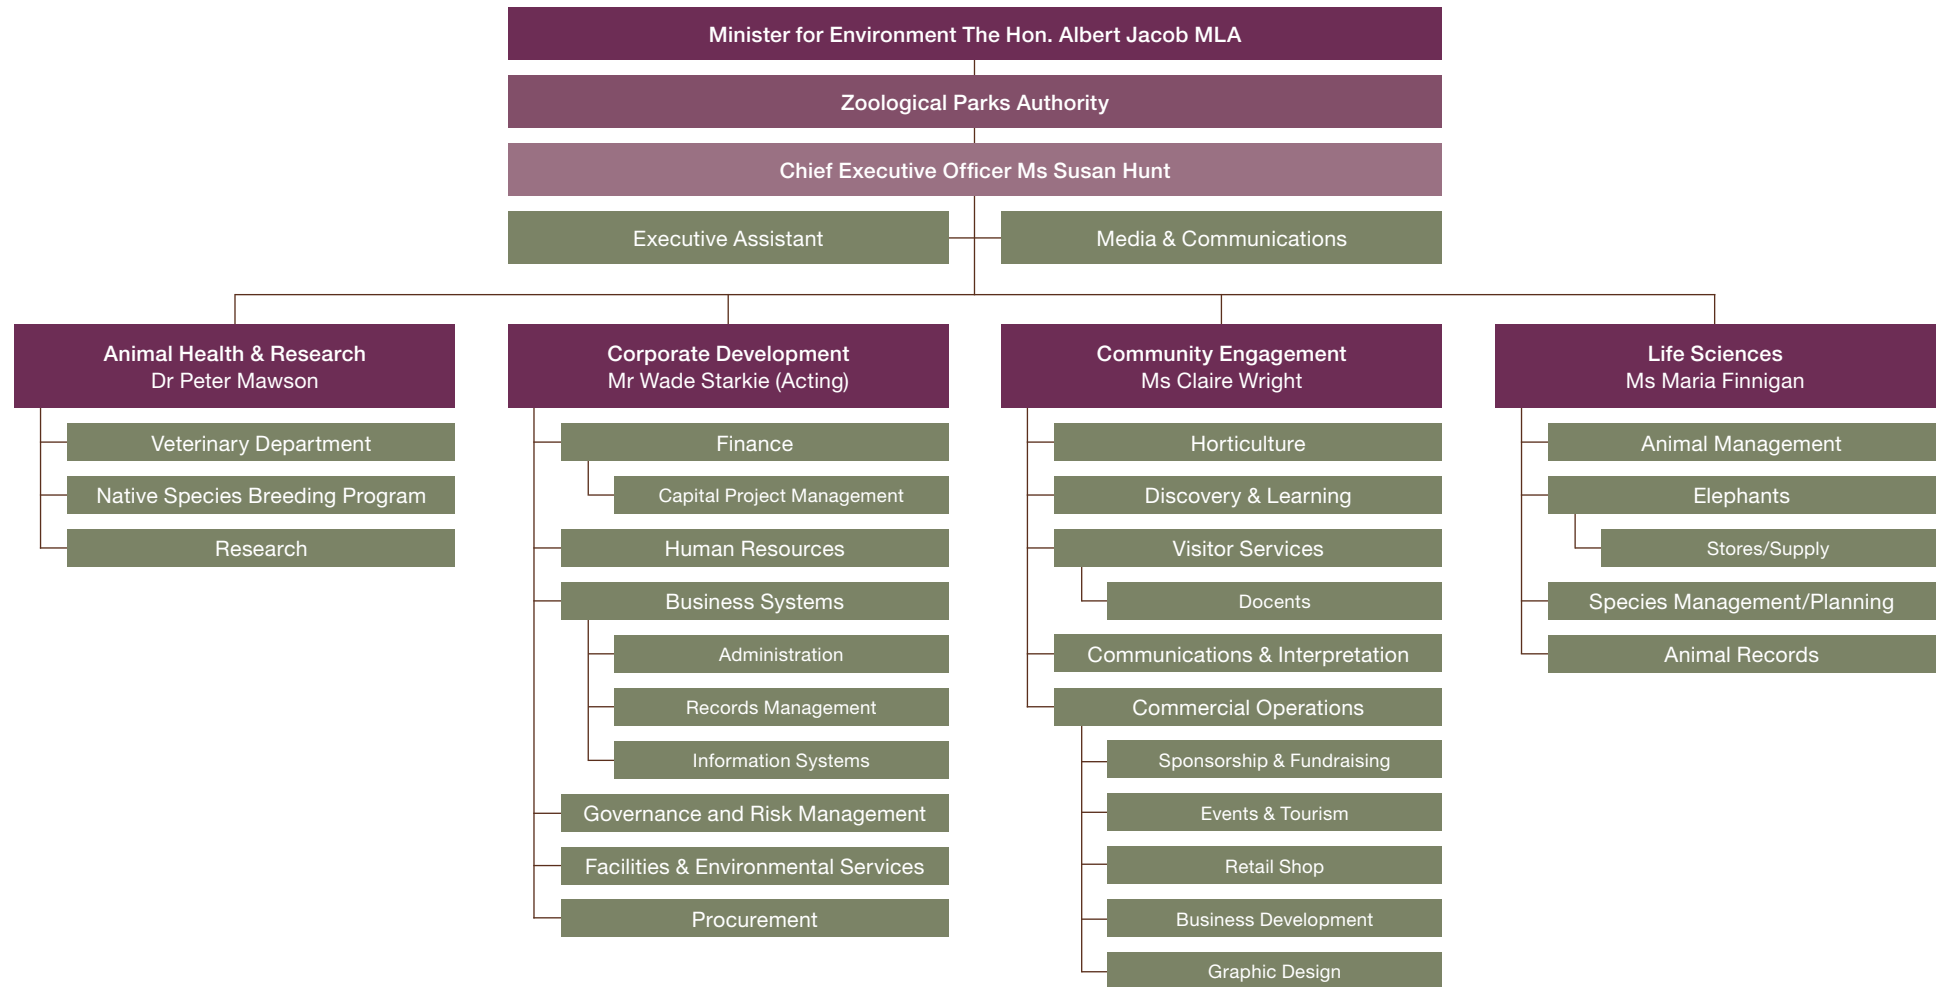 Minister for Environment The Hon. Albert Jacob MLA
Zoological Parks Authority
Chief Executive Officer Ms Susan Hunt
Executive Assistant
Media & Communications
Animal Health & Research
Dr Peter Mawson
Veterinary Department
Native Species Breeding Program
Research
Corporate Development
Mr Wade Starkie (Acting)
Finance
Capital Project Management
Human Resources
Business Systems
Administration
Records Management
Information Systems
Governance and Risk Management
Facilities & Environmental Services
Procurement
Community Engagement
Ms Claire Wright
Horticulture
Discovery & Learning
Visitor Services
Docents
Communications & Interpretation
Commercial Operations
Sponsorship & Fundraising
Events & Tourism
Retail Shop
Business Development
Graphic Design
Life Sciences
Ms Maria Finnigan
Animal Management
Elephants
Stores/Supply
Species Management/Planning
Animal Records